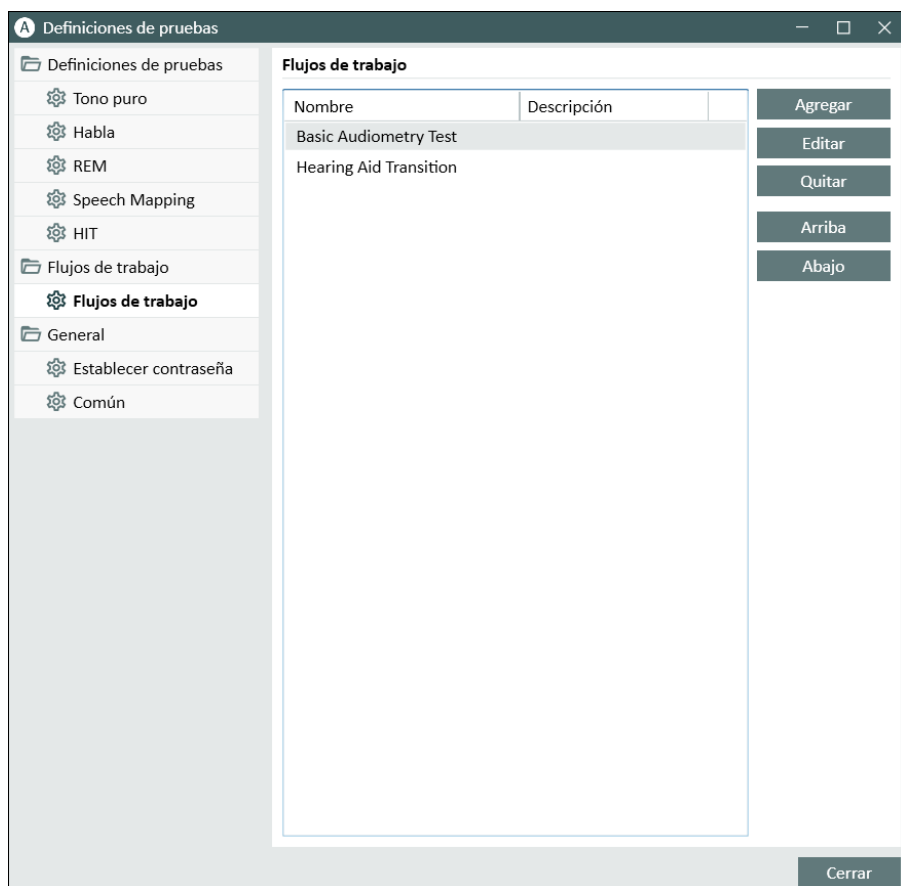 A Definiciones de pruebas
Definiciones de pruebas
Tono puro
Habla
REM
Speech Mapping
HIT
Flujos de trabajo
Flujos de trabajo
General
Establecer contraseña
Común
Flujos de trabajo
Nombre Descripción
Basic Audiometry Test
Hearing Aid Transition
Agregar
Editar
Quitar
Arriba
Abajo
Cerrar